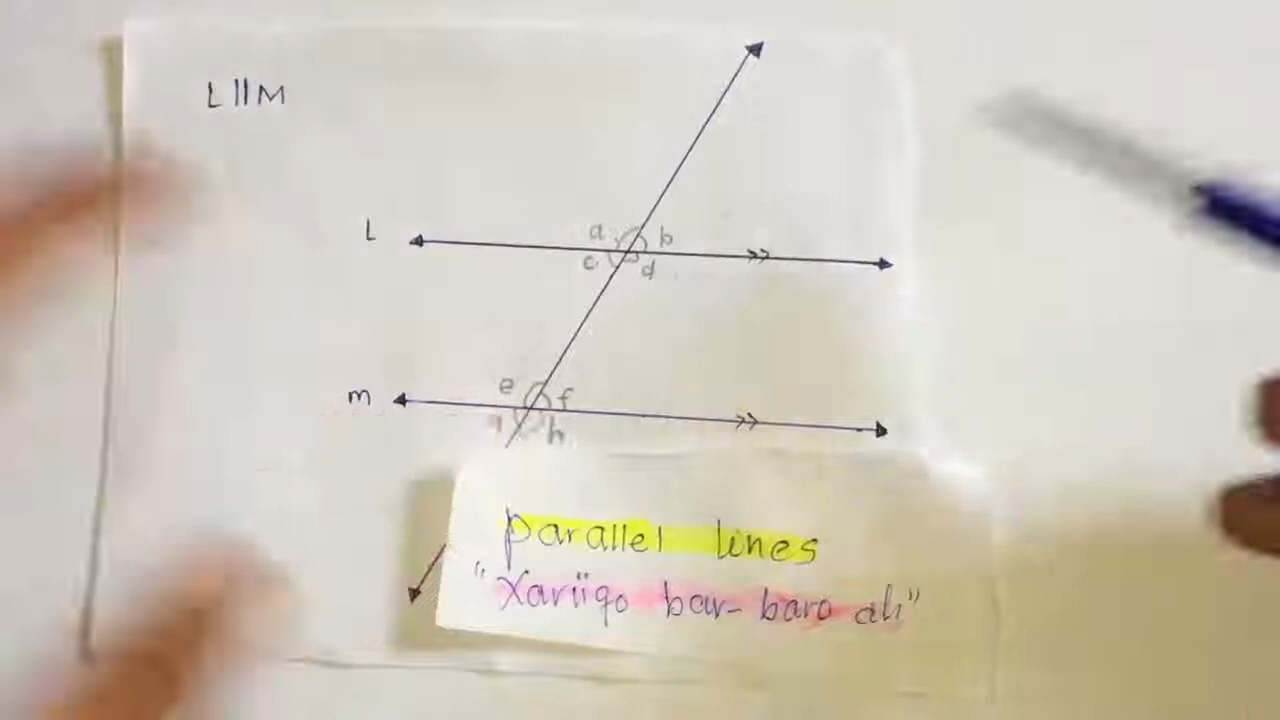 L || M
L
a b
c d
m
e f
h
parallel lines
"Xariiqo bar-baro ah"